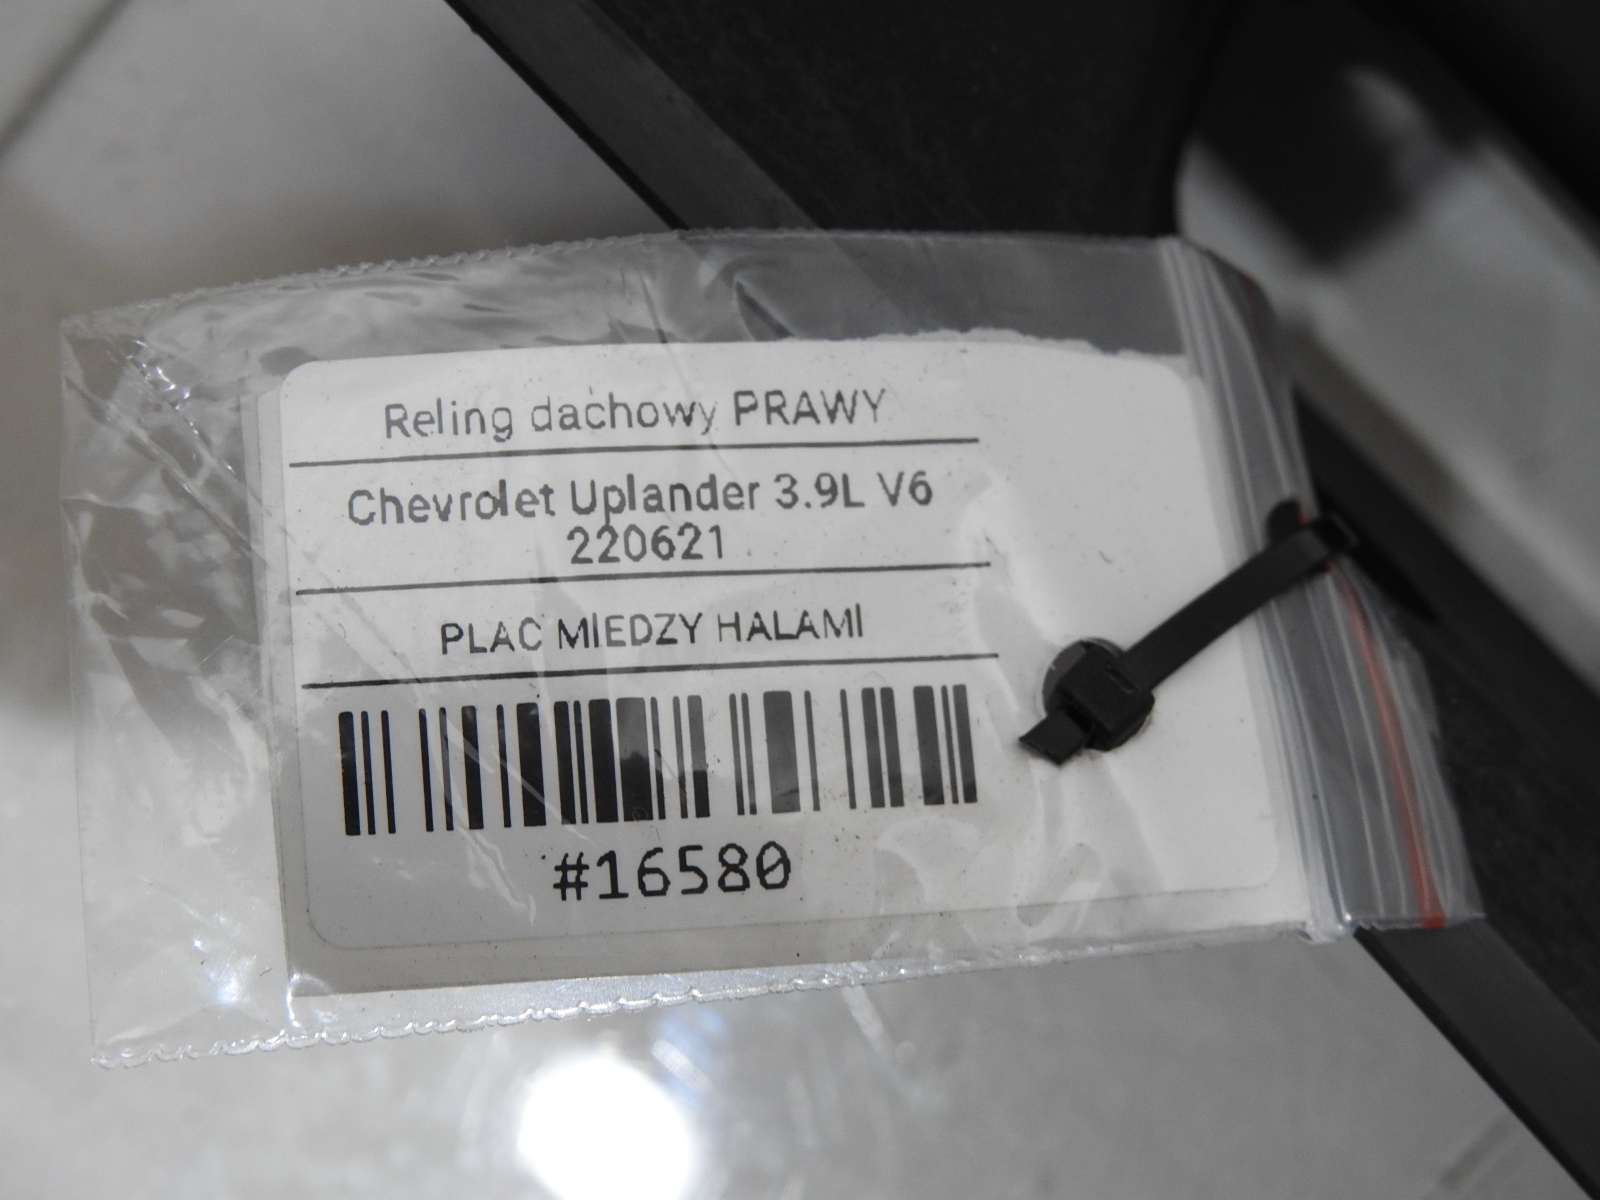 Reling dachowy PRAWY
Chevrolet Uplander 3.9L V6
220621
PLAC MIEDZY HALAMI
#16580